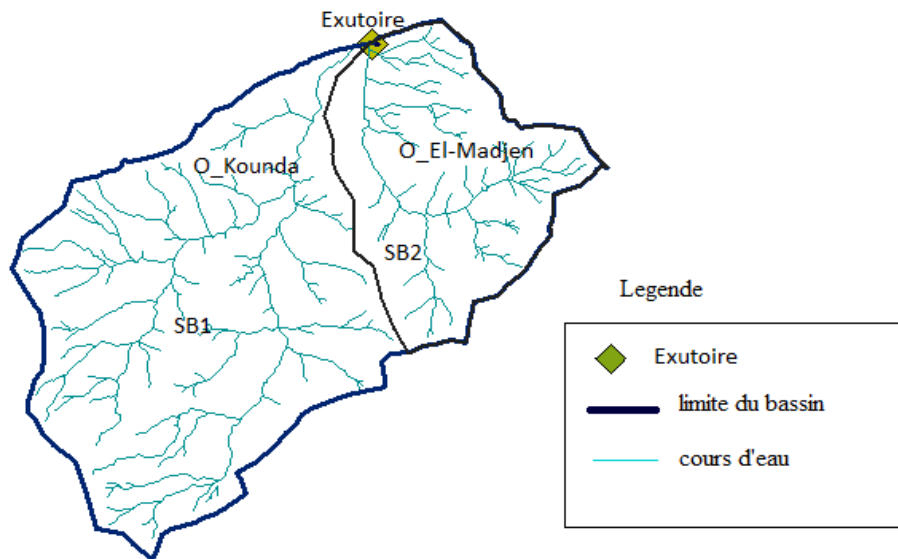 Exutoire
O_Kounda
O_El-Madjen
SB2
SB1
Legende
Exutoire
limite du bassin
cours d'eau